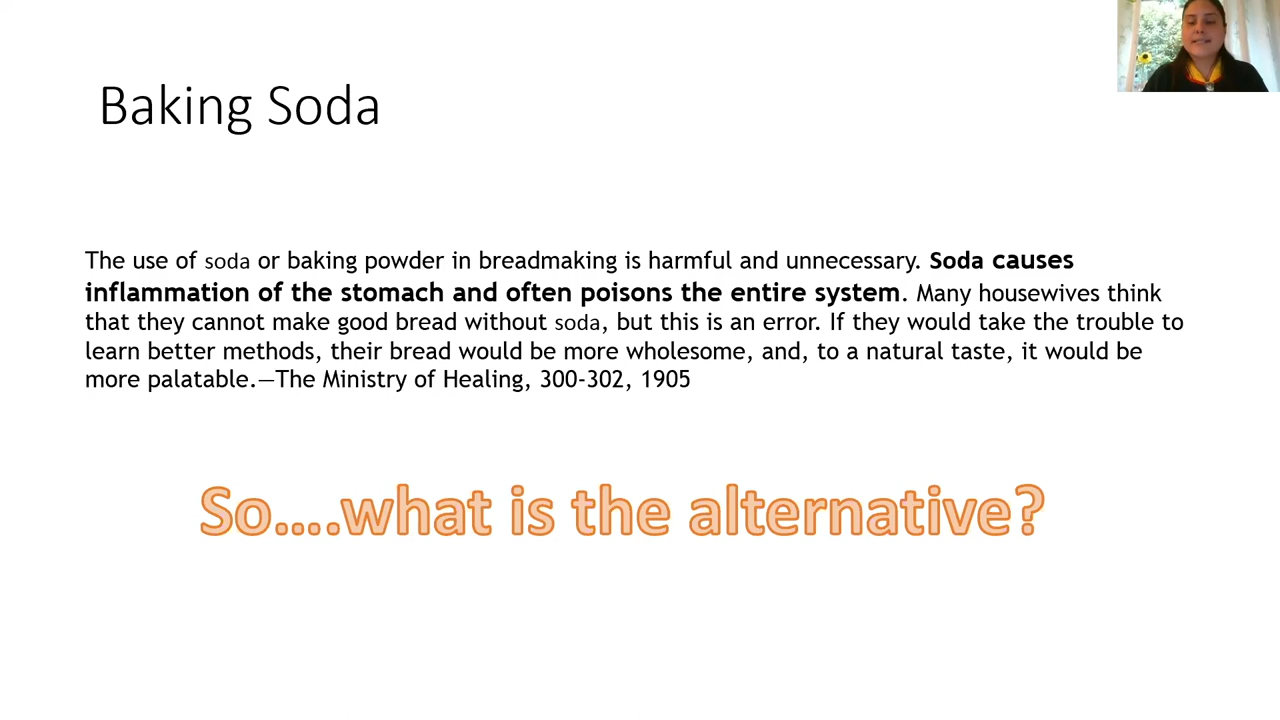 Baking Soda
The use of soda or baking powder in breadmaking is harmful and unnecessary. Soda causes
inflammation of the stomach and often poisons the entire system. Many housewives think
that they cannot make good bread without soda, but this is an error. If they would take the trouble to
learn better methods, their bread would be more wholesome, and, to a natural taste, it would be
more palatable.—The Ministry of Healing, 300-302, 1905
So....what is the alternative?